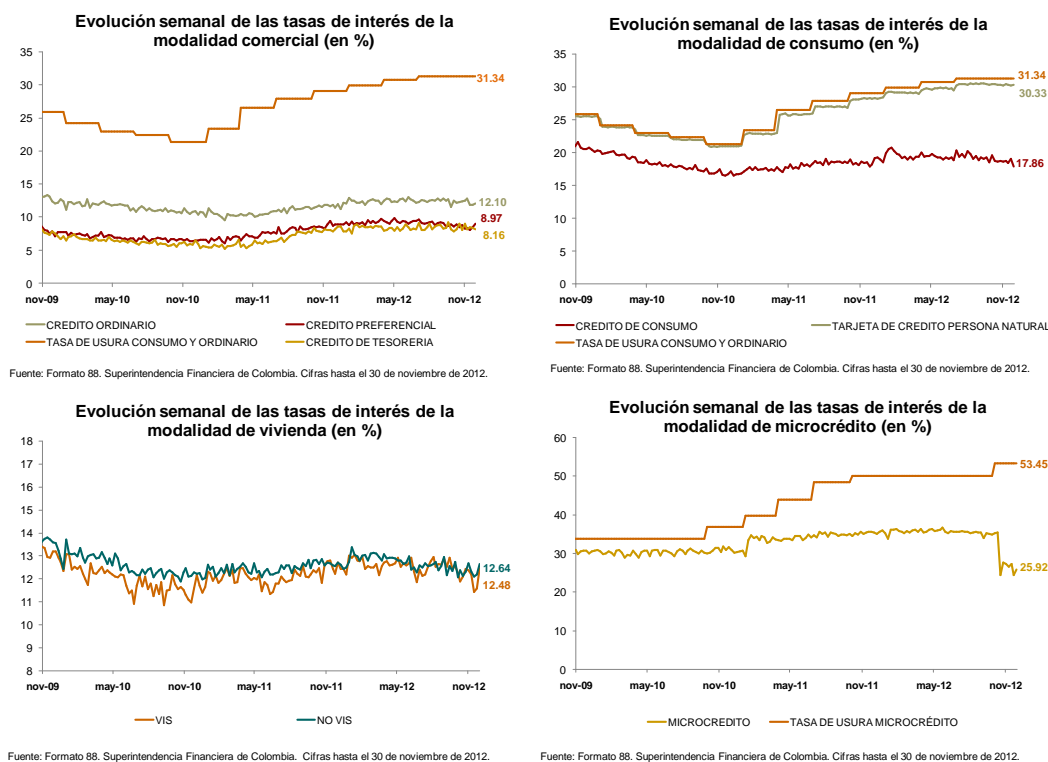 Evolución semanal de las tasas de interés de la
modalidad comercial (en %)
35
30
25
20
15
10
5
0
31.34
12.10
8.97
8.16
nov-09 may-10 nov-10 may-11 nov-11 may-12 nov-12
CREDITO ORDINARIO CREDITO PREFERENCIAL
TASA DE USURA CONSUMO Y ORDINARIO CREDITO DE TESORERIA
Fuente: Formato 88. Superintendencia Financiera de Colombia. Cifras hasta el 30 de noviembre de 2012.
Evolución semanal de las tasas de interés de la
modalidad de consumo (en %)
35
30
25
20
15
10
5
0
31.34
30.33
17.86
nov-09 may-10 nov-10 may-11 nov-11 may-12 nov-12
CREDITO DE CONSUMO TARJETA DE CREDITO PERSONA NATURAL
TASA DE USURA CONSUMO Y ORDINARIO
Fuente: Formato 88. Superintendencia Financiera de Colombia. Cifras hasta el 30 de noviembre de 2012.
Evolución semanal de las tasas de interés de la
modalidad de vivienda (en %)
18
17
16
15
14
13
12
11
10
9
8
12.64
12.48
nov-09 may-10 nov-10 may-11 nov-11 may-12 nov-12
VIS NO VIS
Fuente: Formato 88. Superintendencia Financiera de Colombia. Cifras hasta el 30 de noviembre de 2012.
Evolución semanal de las tasas de interés de la
modalidad de microcrédito (en %)
60
50
40
30
20
10
0
53.45
25.92
nov-09 may-10 nov-10 may-11 nov-11 may-12 nov-12
MICROCREDITO TASA DE USURA MICROCRÉDITO
Fuente: Formato 88. Superintendencia Financiera de Colombia. Cifras hasta el 30 de noviembre de 2012.